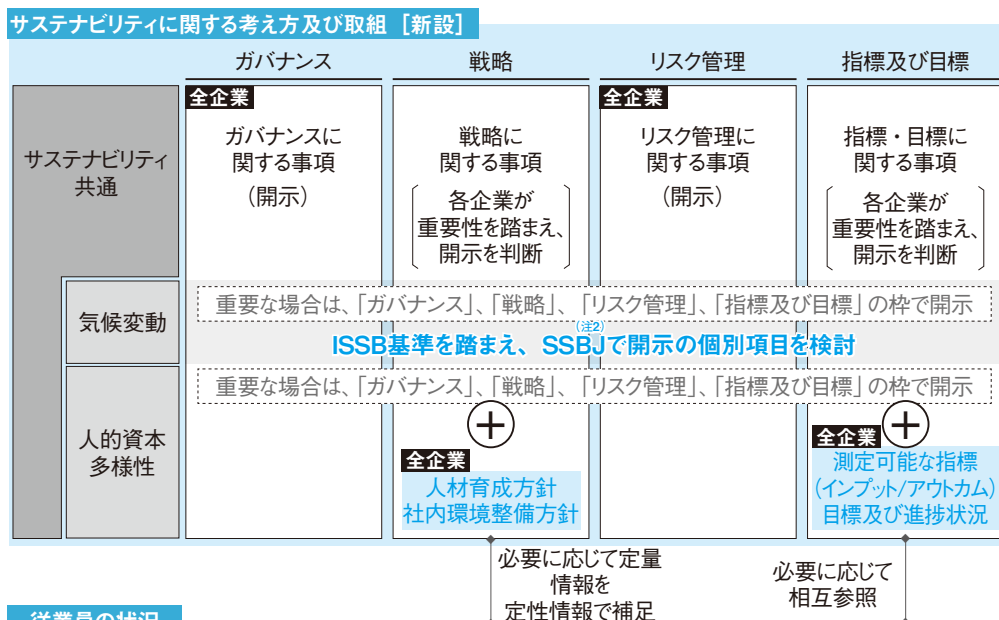 サステナビリティに関する考え方及び取組［新設］
ガバナンス
戦略
リスク管理
指標及び目標
サステナビリティ
共通
全企業
ガバナンスに
関する事項
（開示）
戦略に
関する事項
各企業が
重要性を踏まえ、
開示を判断
全企業
リスク管理に
関する事項
（開示）
指標・目標に
関する事項
各企業が
重要性を踏まえ、
開示を判断
気候変動
重要な場合は、「ガバナンス」、「戦略」、「リスク管理」、「指標及び目標」の枠で開示
（注2）
ISSB基準を踏まえ、SSBJで開示の個別項目を検討
人的資本
多様性
重要な場合は、「ガバナンス」、「戦略」、「リスク管理」、「指標及び目標」の枠で開示
＋
全企業
人材育成方針
社内環境整備方針
＋
全企業
測定可能な指標
（インプット/アウトカム）
目標及び進捗状況
必要に応じて定量
情報を
定性情報で補足
必要に応じて
相互参照
従業員の状況